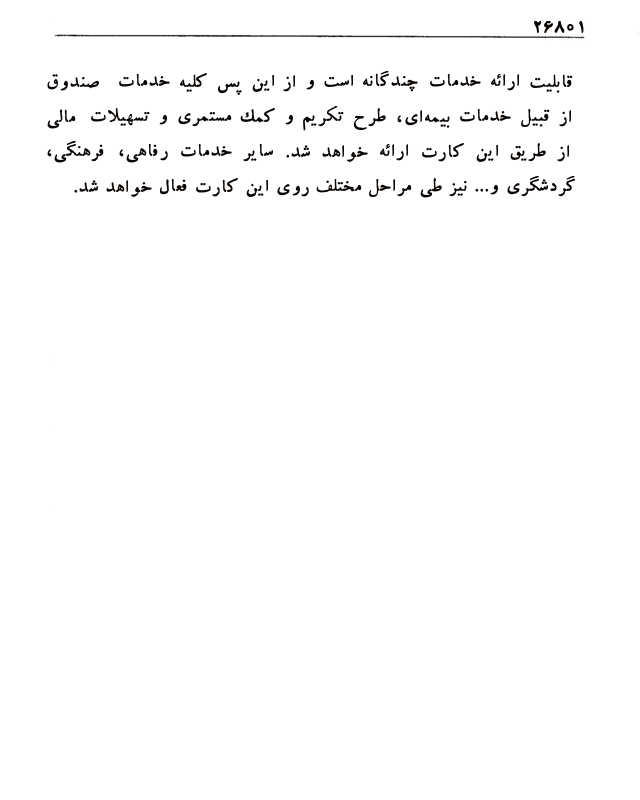 ۲۶۸۰۱
قابلیت ارائه خدمات چندگانه است و از این پس کلیه خدمات صندوق
از قبیل خدمات بیمه‌ای، طرح تکریم و کمك مستمری و تسهیلات مالی
از طریق این کارت ارائه خواهد شد. سایر خدمات رفاهی، فرهنگی،
گردشگری و... نیز طی مراحل مختلف روی این کارت فعال خواهد شد.